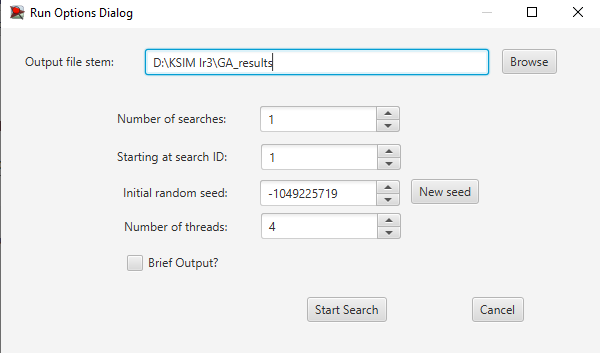 Run Options Dialog
Output file stem: D:\KSIM Ir3\GA_results Browse
Number of searches: 1
Starting at search ID: 1
Initial random seed: -1049225719 New seed
Number of threads: 4
Brief Output?
Start Search Cancel